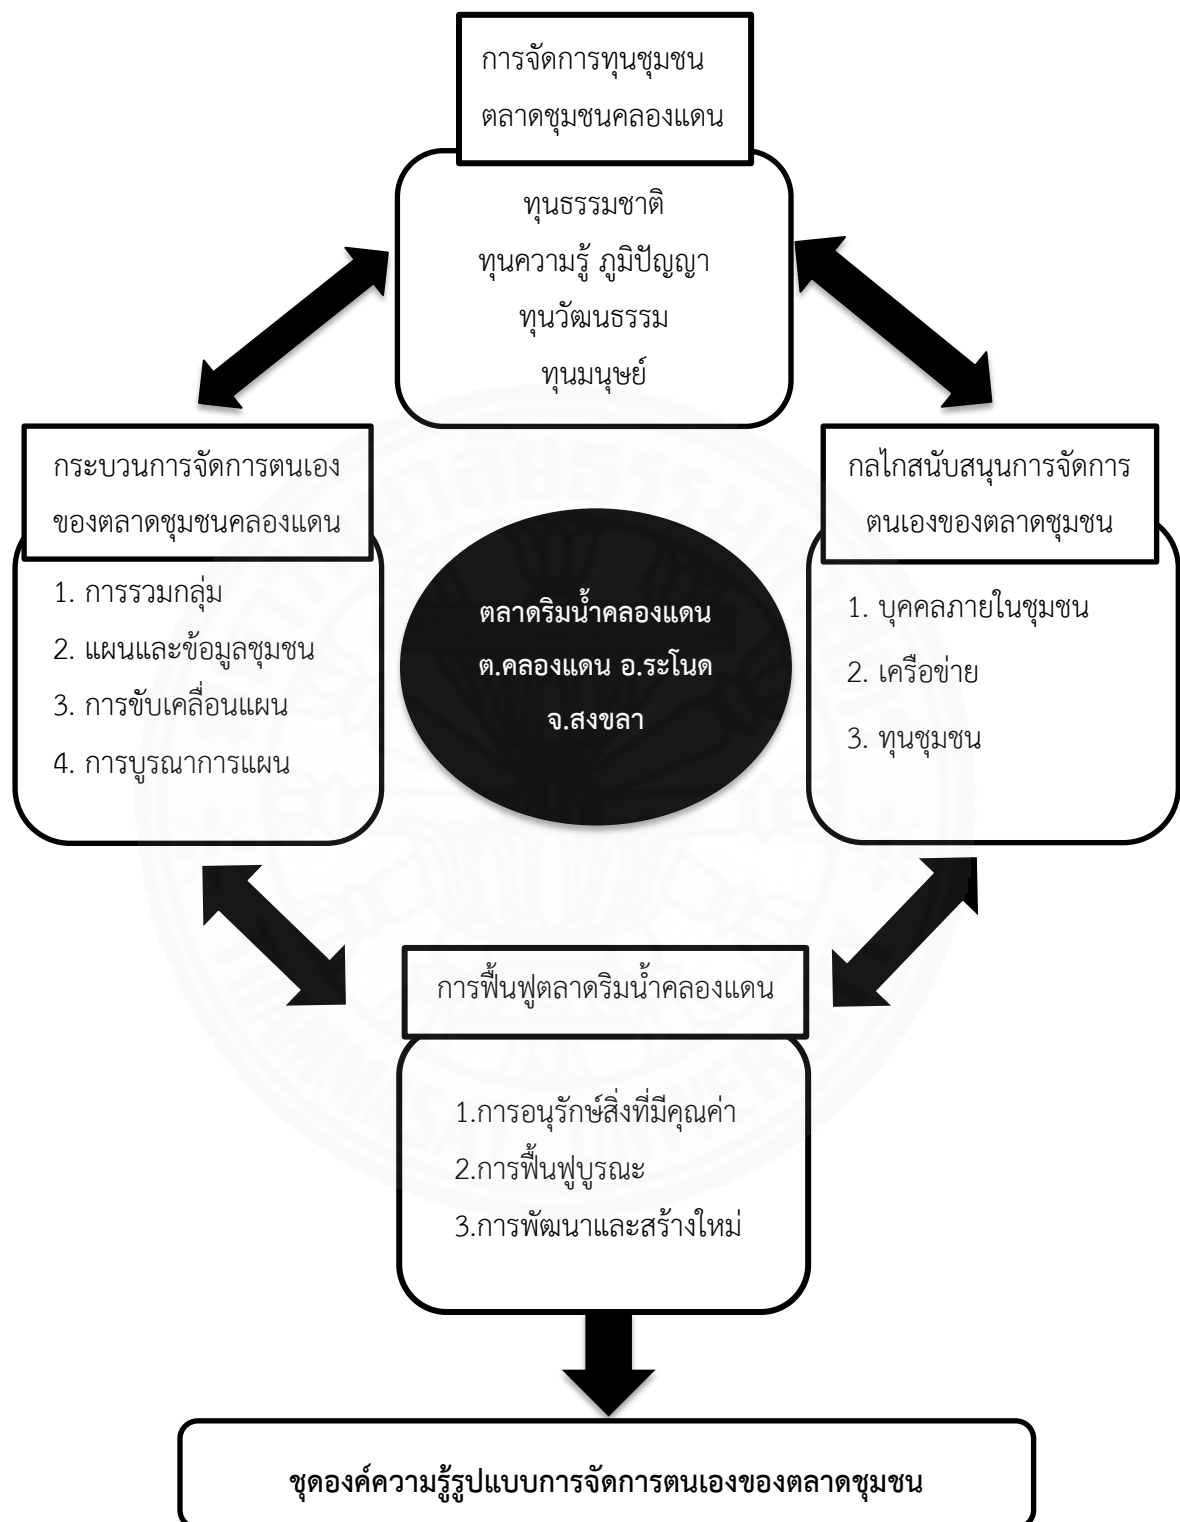 การจัดการทุนชุมชน
ตลาดชุมชนคลองแดน
ทุนธรรมชาติ
ทุนความรู้ ภูมิปัญญา
ทุนวัฒนธรรม
ทุนมนุษย์
กระบวนการจัดการตนเอง
ของตลาดชุมชนคลองแดน
1. การรวมกลุ่ม
2. แผนและข้อมูลชุมชน
3. การขับเคลื่อนแผน
4. การบูรณาการแผน
ตลาดริมน้ำคลองแดน
ต.คลองแดน อ.ระโนด
จ.สงขลา
กลไกสนับสนุนการจัดการ
ตนเองของตลาดชุมชน
1. บุคคลภายในชุมชน
2. เครือข่าย
3. ทุนชุมชน
การฟื้นฟูตลาดริมน้ำคลองแดน
1.การอนุรักษ์สิ่งที่มีคุณค่า
2.การฟื้นฟูบูรณะ
3.การพัฒนาและสร้างใหม่
ชุดองค์ความรู้รูปแบบการจัดการตนเองของตลาดชุมชน